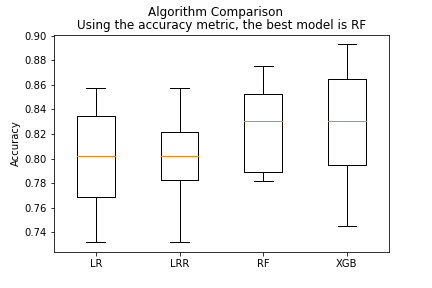 Algorithm Comparison
Using the accuracy metric, the best model is RF
0.90
0.88
0.86
0.84
0.82
0.80
0.78
0.76
0.74
Accuracy
LR LRR RF XGB